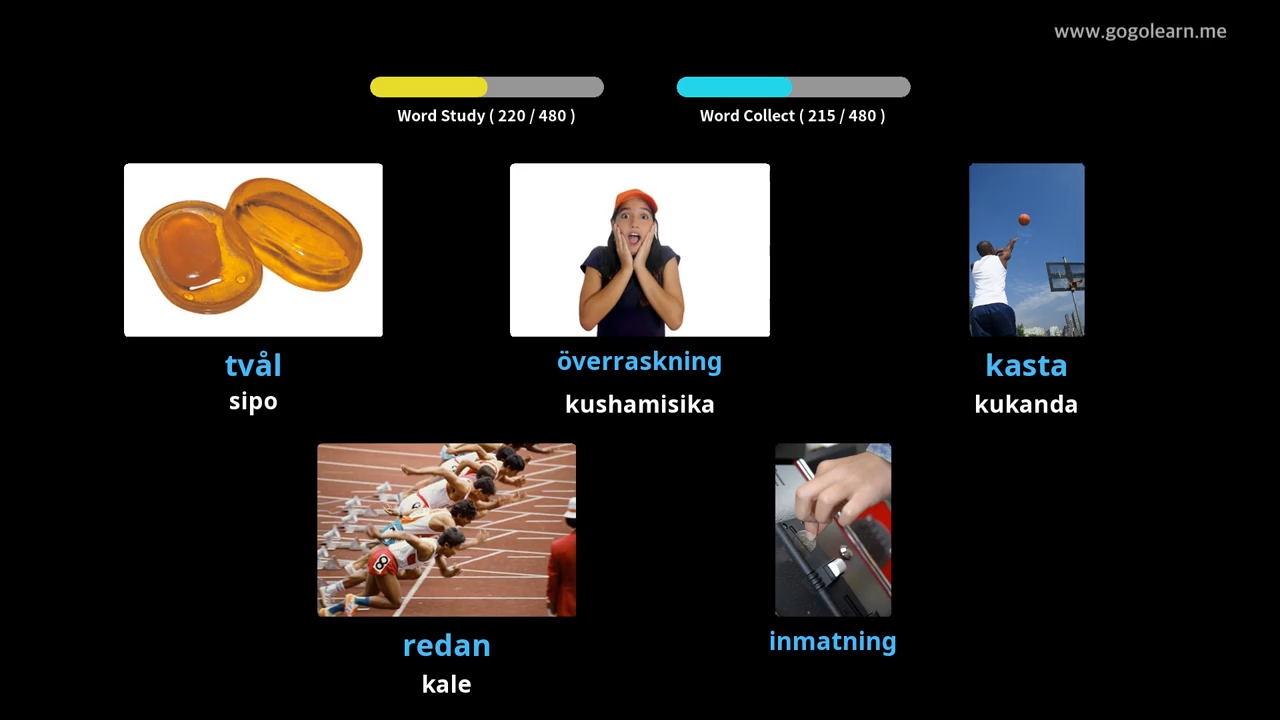 www.gogolearn.me
Word Study ( 220 / 480 )
Word Collect ( 215 / 480 )
tvål
sipo
överraskning
kushamisika
kasta
kukanda
redan
kale
inmatning